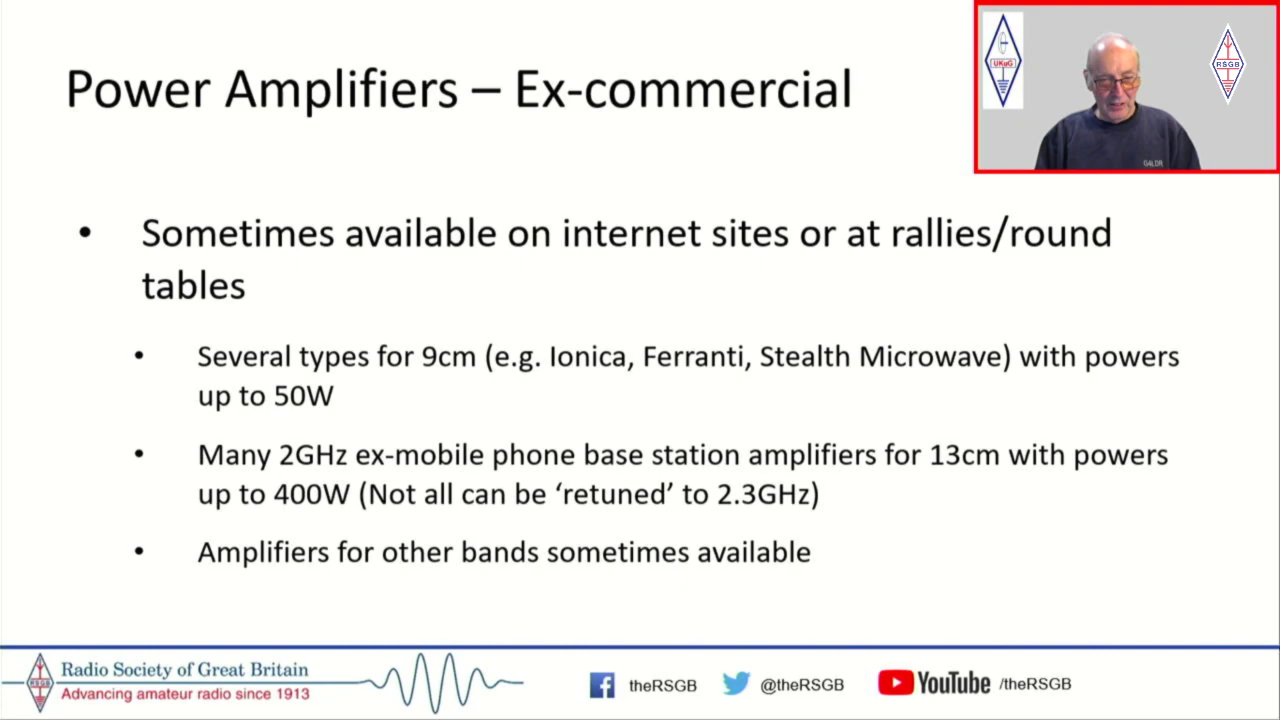 Power Amplifiers – Ex-commercial
UKuG
RSGB
G4LDR
• Sometimes available on internet sites or at rallies/round
tables
• Several types for 9cm (e.g. Ionica, Ferranti, Stealth Microwave) with powers
up to 50W
• Many 2GHz ex-mobile phone base station amplifiers for 13cm with powers
up to 400W (Not all can be ‘retuned’ to 2.3GHz)
• Amplifiers for other bands sometimes available
RSGB
Radio Society of Great Britain
Advancing amateur radio since 1913
theRSGB
@theRSGB
YouTube /theRSGB